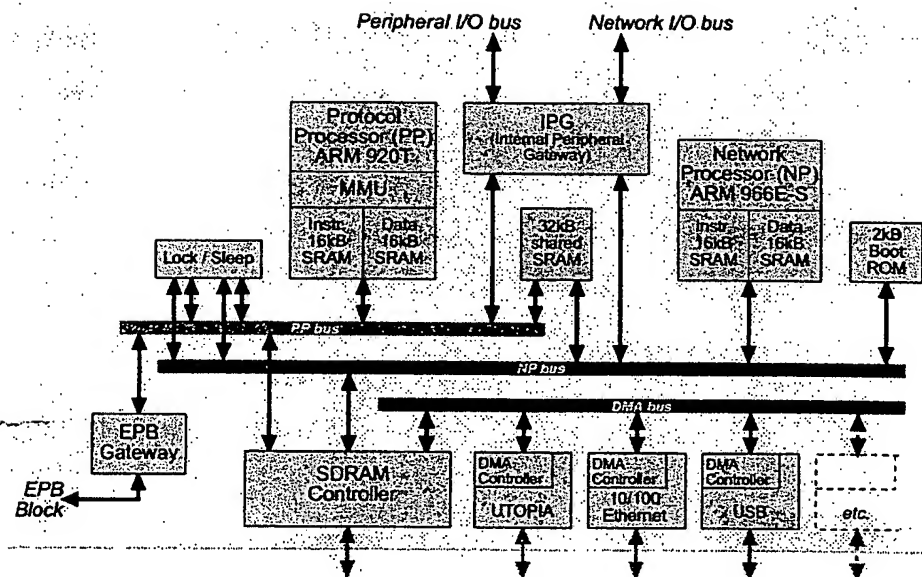 Peripheral I/O bus
Network I/O bus
Protocol
Processor (PP)
ARM 920T
MMU
Instr.
16kB
SRAM
Data
16kB
SRAM
IPG
(Internal Peripheral
Gateway)
Network
Processor (NP)
ARM 966E-S
Instr.
16kB
SRAM
Data
16kB
SRAM
32kB
shared
SRAM
2kB
Boot
ROM
Lock / Sleep
PP bus
NP bus
DMA bus
EPB
Gateway
EPB
Block
SDRAM
Controller
DMA
Controller
UTOPIA
DMA
Controller
10/100
Ethernet
DMA
Controller
USB
etc.